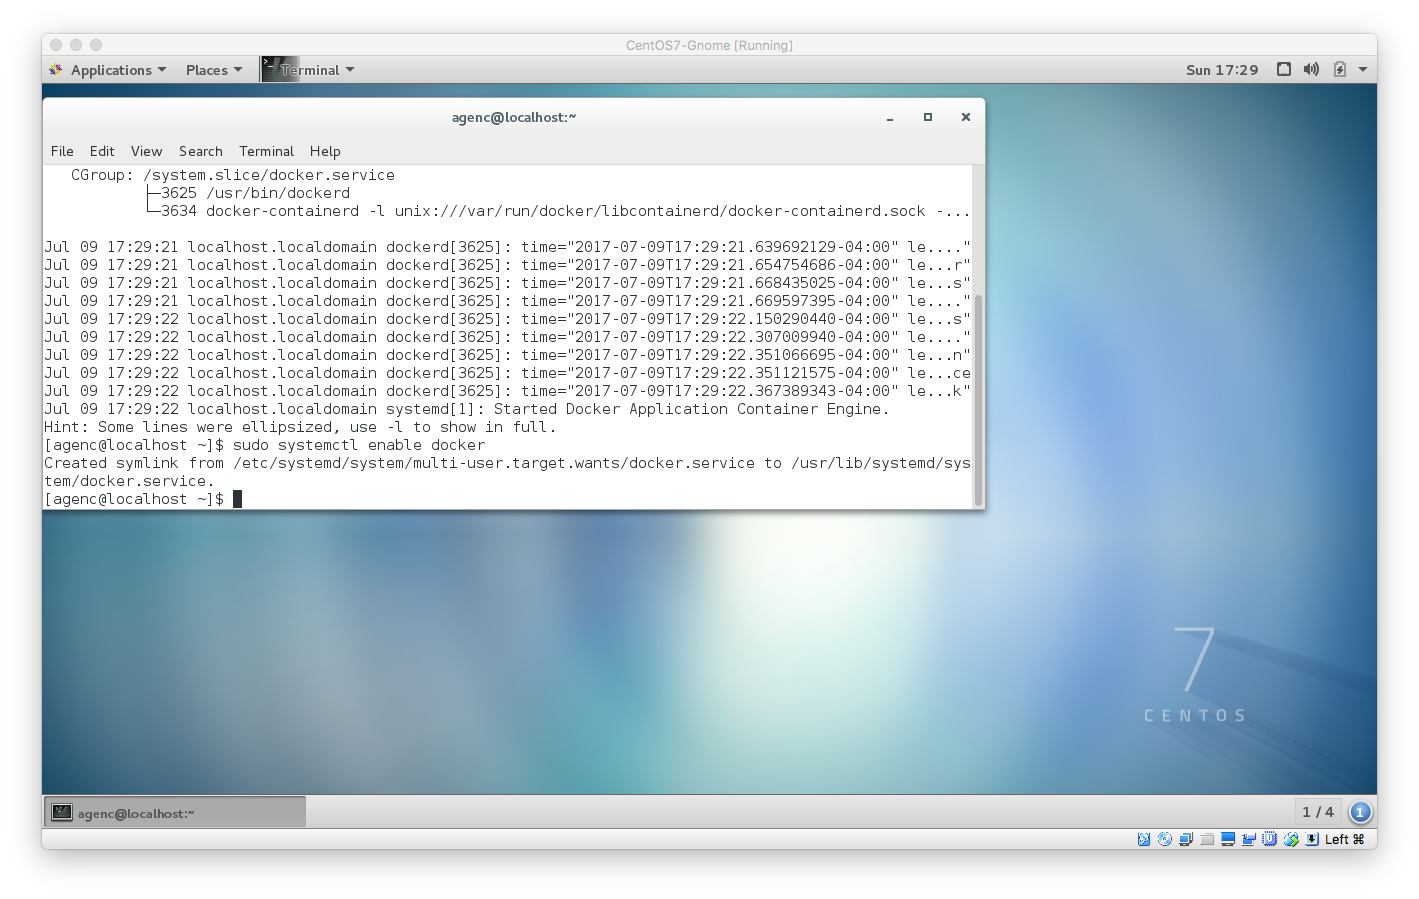 CentOS7-Gnome [Running]
Applications Places Terminal Sun 17:29
agenc@localhost:~
File Edit View Search Terminal Help
CGroup: /system.slice/docker.service
├─3625 /usr/bin/dockerd
└─3634 docker-containerd -l unix:///var/run/docker/libcontainerd/docker-containerd.sock -...
Jul 09 17:29:21 localhost.localdomain dockerd[3625]: time="2017-07-09T17:29:21.639692129-04:00" le...."
Jul 09 17:29:21 localhost.localdomain dockerd[3625]: time="2017-07-09T17:29:21.654754686-04:00" le...r"
Jul 09 17:29:21 localhost.localdomain dockerd[3625]: time="2017-07-09T17:29:21.668435025-04:00" le...s"
Jul 09 17:29:21 localhost.localdomain dockerd[3625]: time="2017-07-09T17:29:21.669597395-04:00" le...."
Jul 09 17:29:22 localhost.localdomain dockerd[3625]: time="2017-07-09T17:29:22.150290440-04:00" le...s"
Jul 09 17:29:22 localhost.localdomain dockerd[3625]: time="2017-07-09T17:29:22.307009940-04:00" le...."
Jul 09 17:29:22 localhost.localdomain dockerd[3625]: time="2017-07-09T17:29:22.351066695-04:00" le...n"
Jul 09 17:29:22 localhost.localdomain dockerd[3625]: time="2017-07-09T17:29:22.351121575-04:00" le...ce
Jul 09 17:29:22 localhost.localdomain dockerd[3625]: time="2017-07-09T17:29:22.367389343-04:00" le...k"
Jul 09 17:29:22 localhost.localdomain systemd[1]: Started Docker Application Container Engine.
Hint: Some lines were ellipsized, use -l to show in full.
[agenc@localhost ~]$ sudo systemctl enable docker
Created symlink from /etc/systemd/system/multi-user.target.wants/docker.service to /usr/lib/systemd/sys
tem/docker.service.
[agenc@localhost ~]$
7
CENTOS
agenc@localhost:~ 1 / 4 1
Left ⌘